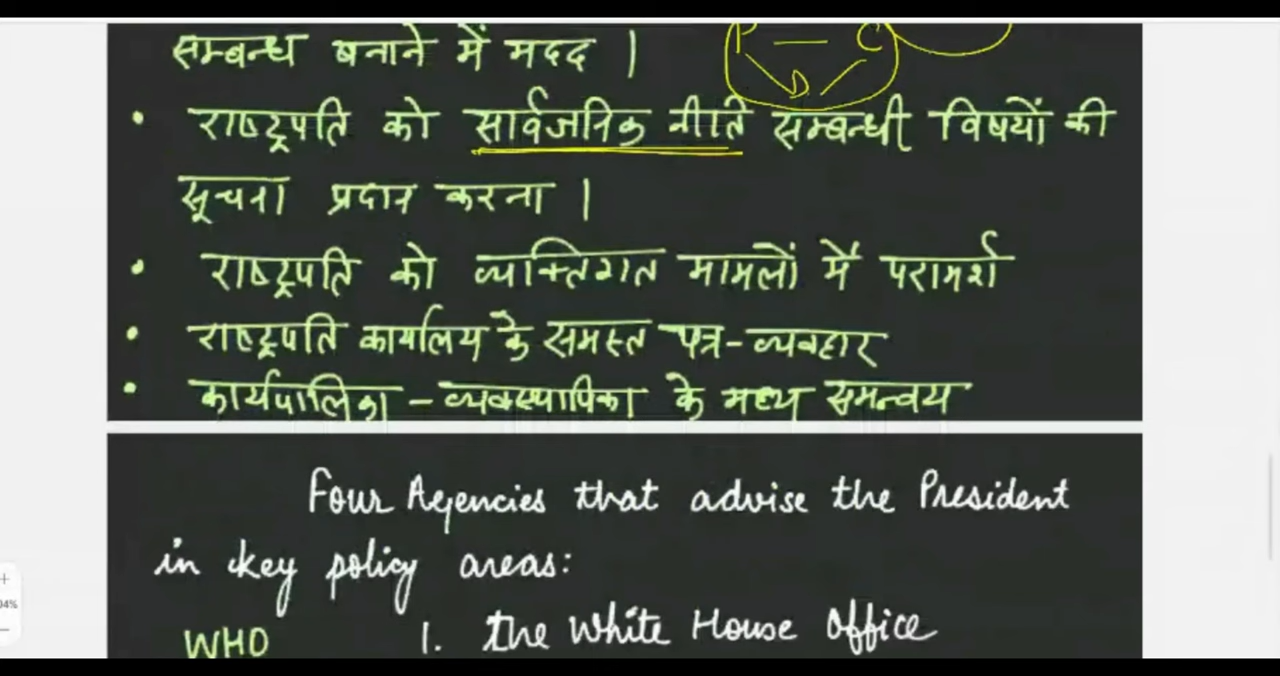 सम्बन्ध बनाने में मदद |
P — C
D
• राष्ट्रपति को सार्वजनिक नीति सम्बन्धी विषयों की
सूचना प्रदान करना |
• राष्ट्रपति को व्यक्तिगत मामलों में परामर्श
• राष्ट्रपति कार्यालय के समस्त पत्र-व्यवहार
• कार्यपालिका - व्यवस्थापिका के मध्य समन्वय
Four Agencies that advise the President
in key policy areas:
WHO 1. the White House Office
+
04%
−